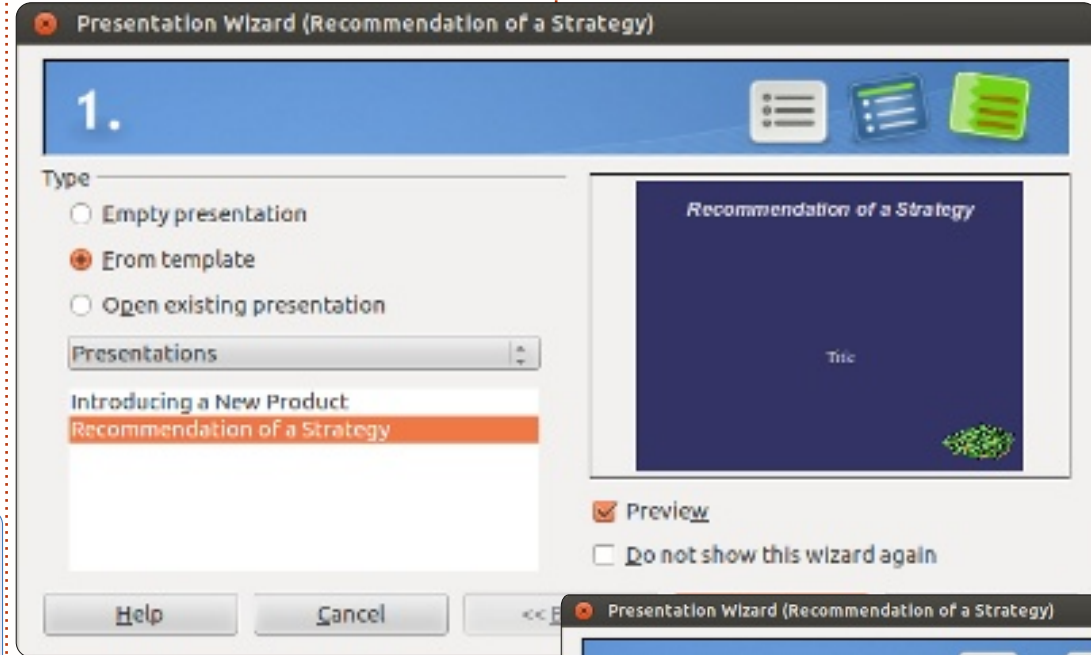 Presentation Wizard (Recommendation of a Strategy)
1.
Type
Empty presentation
From template
Open existing presentation
Presentations
Introducing a New Product
Recommendation of a Strategy
Recommendation of a Strategy
Title
Preview
Do not show this wizard again
Help
Cancel
<<
Presentation Wizard (Recommendation of a Strategy)